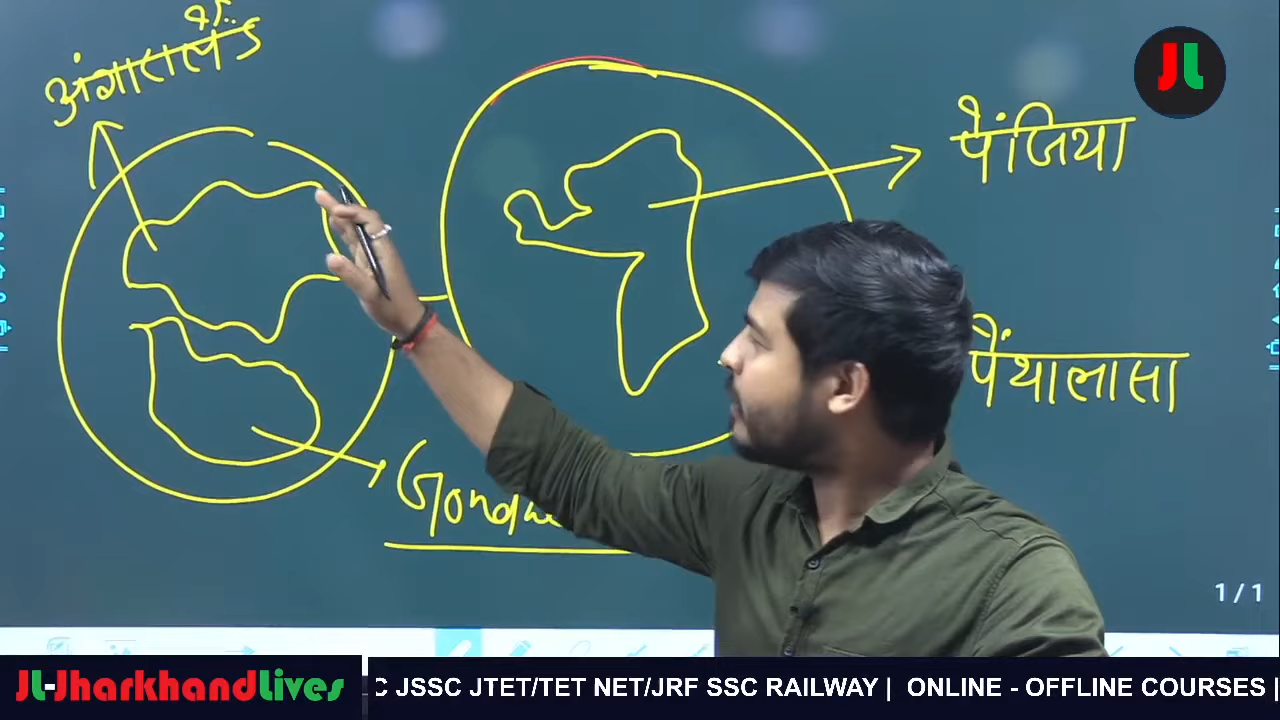 अंगारालैंड
JL
पैंजिया
पैंथालासा
1 / 1
JL-JharkhandLives
C JSSC JTET/TET NET/JRF SSC RAILWAY | ONLINE - OFFLINE COURSES |